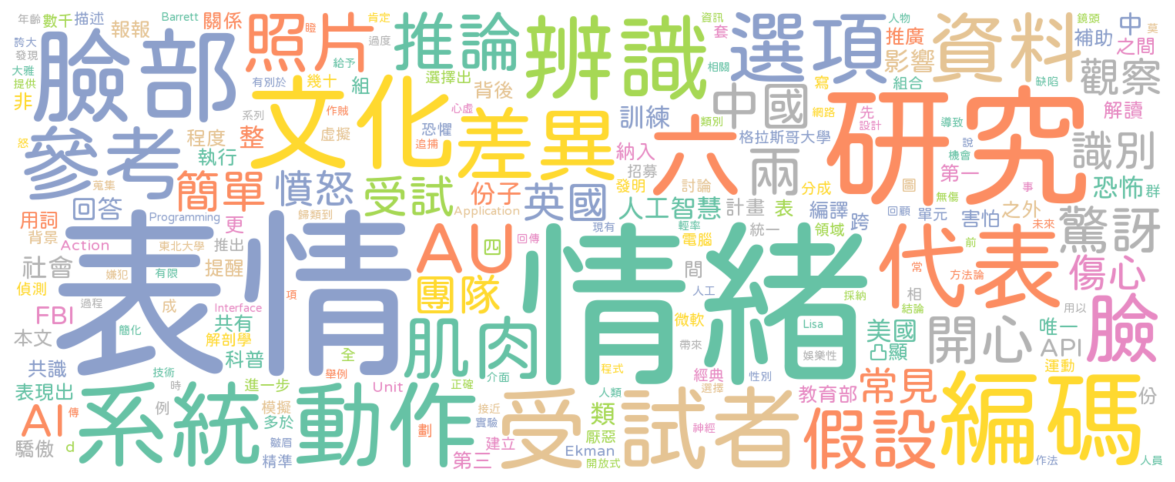 年齡 數千 描述 報報 關係 肯定 資訊 人物 鏡頭 莫
誇大 臉部 照片 瞪 過度 推論 Barrett 辨識 套 選項 推廣 資料 補助 中 之間
發現 大雅 提供 非 給予 選擇出 相關 影響 寫 組合 缺陷 觀察
有別於 幾十 組 背後 中國 先 設計 解讀
系列 作賊 心虛 類別 網路 導致
參考 程度 整 文化 虛擬 恐懼 追捕 差異 訓練 格拉斯哥大學 研究 說 機會 第一 識別
怒 執行 簡單 憤怒 受試 納入 六 招募 兩 分成 無傷 圖 事 恐怖 群
蒐集 份子 英國 發明 討論
用詞 回答 Programming 歸類到 更 Application 人工智慧 計畫 表 編譯 跨 回顧 單元 害怕 之外 未來 驚訝
背景 Action 東北大學 推出 AU 四 回傳 現有 輕率 統一 電腦 領域 代表 前
社會 嫌犯 有限 提醒 表情 團隊 情緒 間 人工 常 方法論 傷心
偵測 過程 成 項 相 採納 結論 用以
FBI 簡化 Interface 共有 解剖學 全 肌肉 微軟 帶來 Lisa 美國 凸顯 開心 唯一 API 臉
本文 技術 科普 舉例 介面 程式 經典 娛樂性 運動
共識 表現出 時 進一步 Unit 正確 人類 選擇 性別 教育部 常見
AI 傳 系統 例 模擬 動作 接近 受試者 類 神經 假設 編碼 份
驕傲 d 多於 皺眉 精準 劃 實驗 建立 厭惡 Ekman 開放式 第三 作法 人員